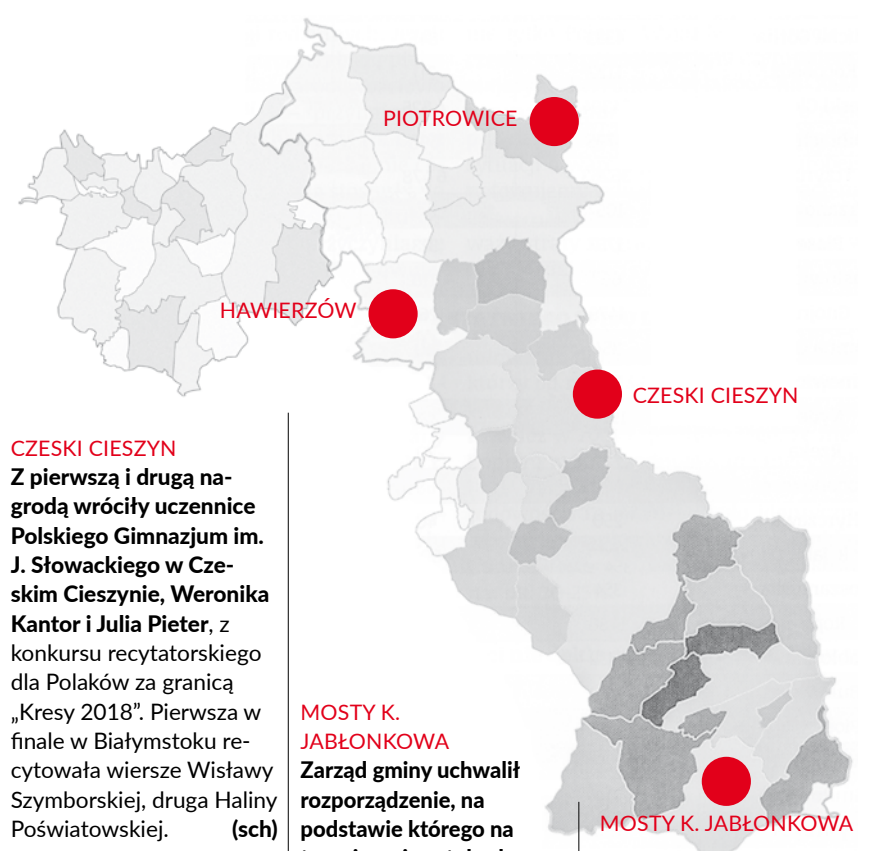 PIOTROWICE
HAWIERZÓW
CZESKI CIESZYN
CZESKI CIESZYN
Z pierwszą i drugą na-
grodą wróciły uczennice
Polskiego Gimnazjum im.
J. Słowackiego w Cze-
skim Cieszynie, Weronika
Kantor i Julia Pieter, z
konkursu recytatorskiego
dla Polaków za granicą
„Kresy 2018”. Pierwsza w
finale w Białymstoku re-
cytowała wiersze Wisławy
Szymborskiej, druga Haliny
Poświatowskiej. (sch)
MOSTY K.
JABŁONKOWA
Zarząd gminy uchwalił
rozporządzenie, na
podstawie którego na
MOSTY K. JABŁONKOWA